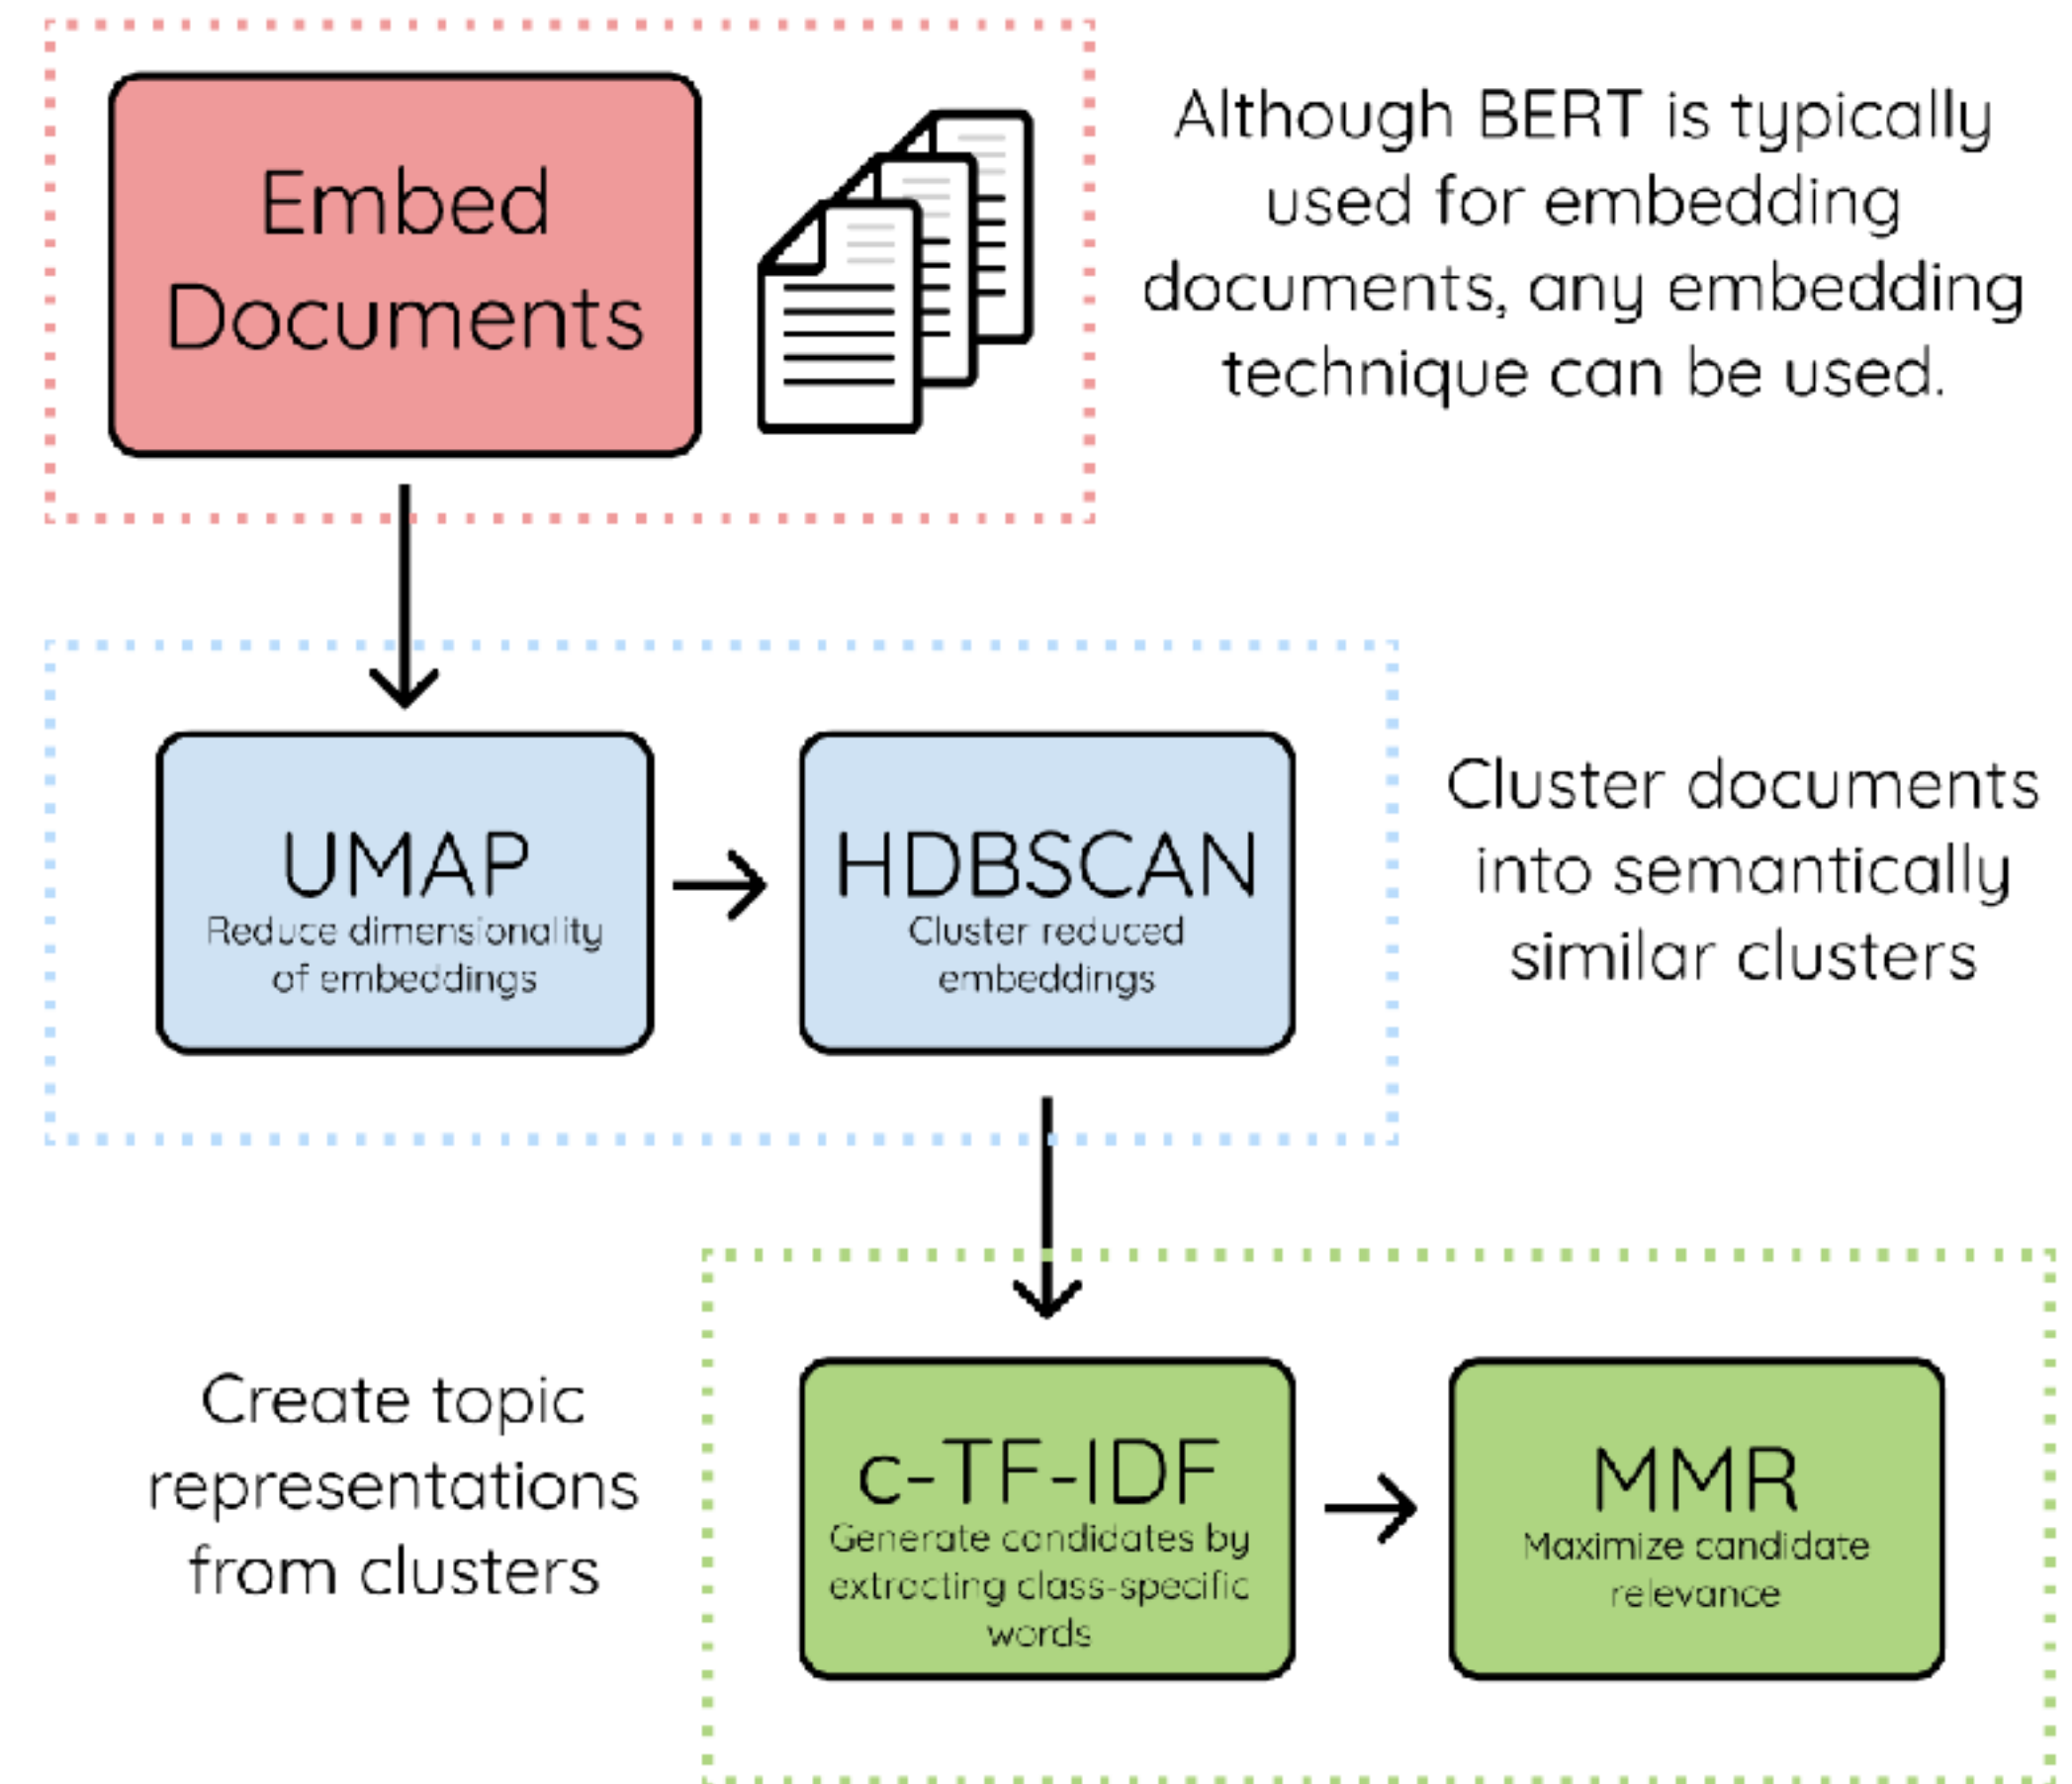 Embed
Documents
Although BERT is typically
used for embedding
documents, any embedding
technique can be used.
UMAP
Reduce dimensionality
of embeddings
HDBSCAN
Cluster reduced
embeddings
Cluster documents
into semantically
similar clusters
Create topic
representations
from clusters
c-TF-IDF
Generate candidates by
extracting class-specific
words
MMR
Maximize candidate
relevance